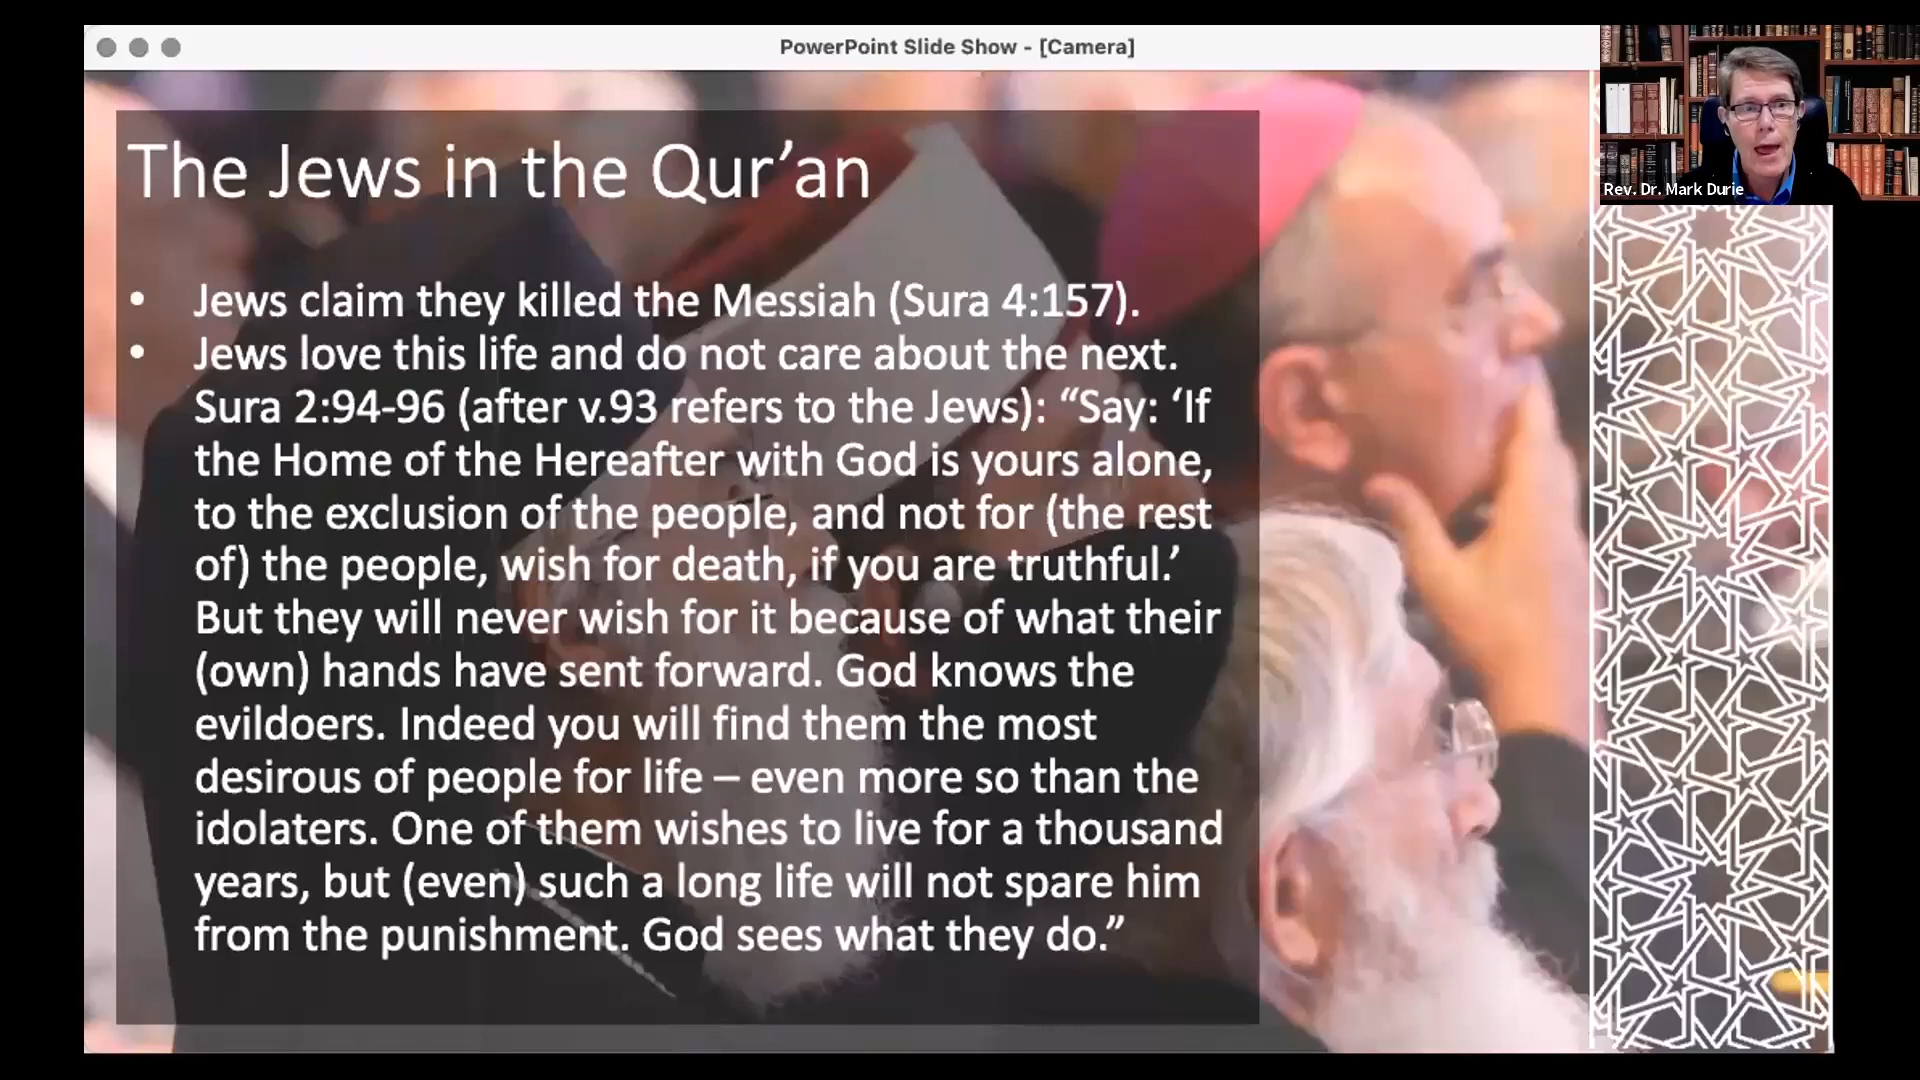 PowerPoint Slide Show - [Camera]
Rev. Dr. Mark Durie
The Jews in the Qur’an
• Jews claim they killed the Messiah (Sura 4:157).
• Jews love this life and do not care about the next.
Sura 2:94-96 (after v.93 refers to the Jews): “Say: ‘If
the Home of the Hereafter with God is yours alone,
to the exclusion of the people, and not for (the rest
of) the people, wish for death, if you are truthful.’
But they will never wish for it because of what their
(own) hands have sent forward. God knows the
evildoers. Indeed you will find them the most
desirous of people for life – even more so than the
idolaters. One of them wishes to live for a thousand
years, but (even) such a long life will not spare him
from the punishment. God sees what they do.”